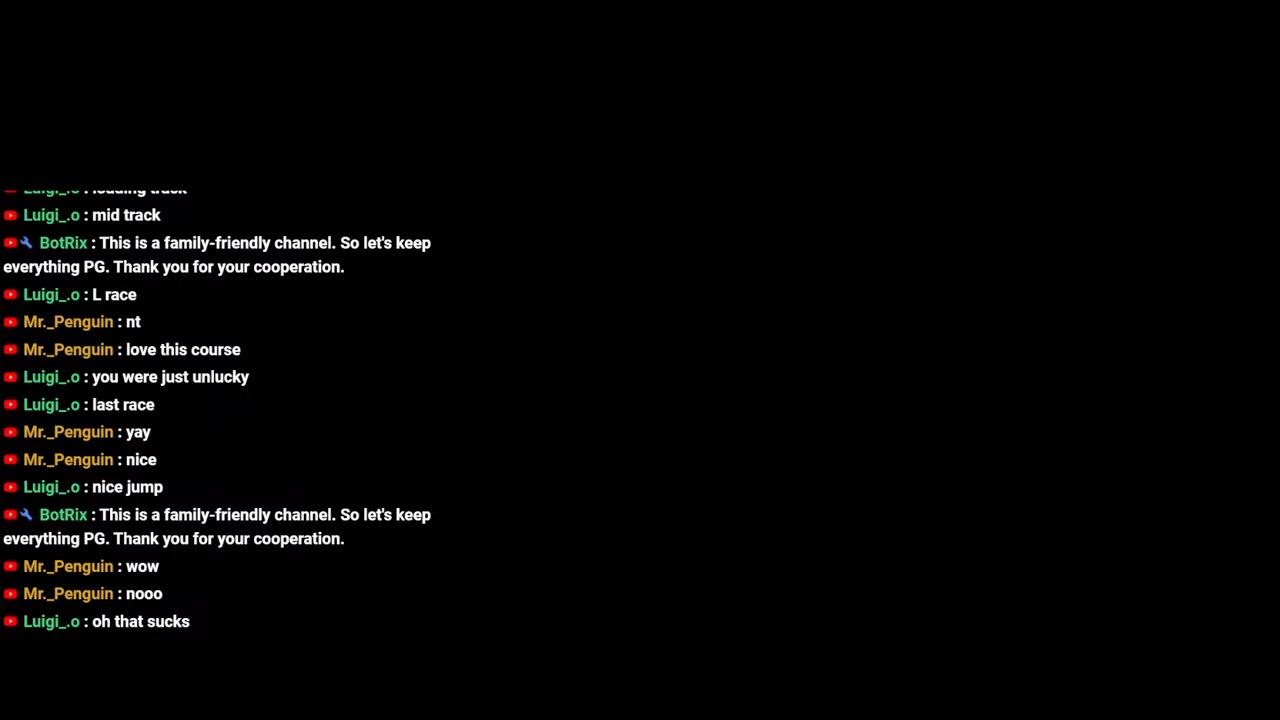 Luigi_.o : loading track
Luigi_.o : mid track
BotRix : This is a family-friendly channel. So let's keep
everything PG. Thank you for your cooperation.
Luigi_.o : L race
Mr._Penguin : nt
Mr._Penguin : love this course
Luigi_.o : you were just unlucky
Luigi_.o : last race
Mr._Penguin : yay
Mr._Penguin : nice
Luigi_.o : nice jump
BotRix : This is a family-friendly channel. So let's keep
everything PG. Thank you for your cooperation.
Mr._Penguin : wow
Mr._Penguin : nooo
Luigi_.o : oh that sucks